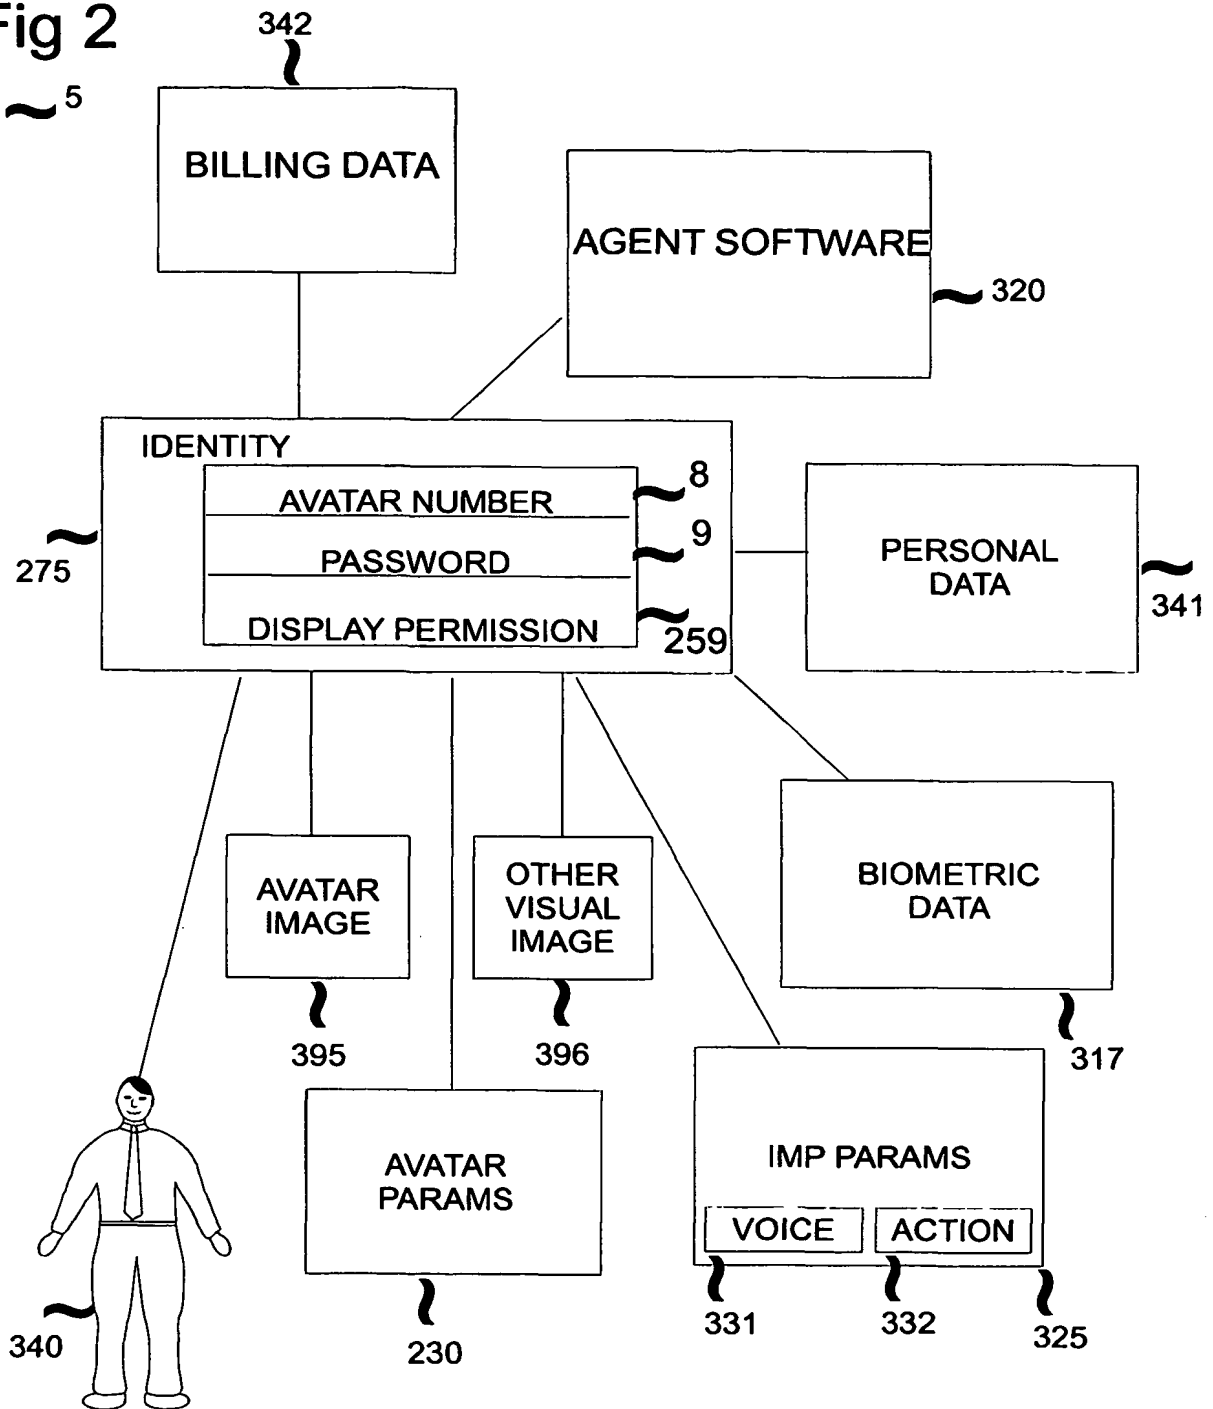 Fig 2
342
5
BILLING DATA
AGENT SOFTWARE
320
IDENTITY
8
AVATAR NUMBER
9
PASSWORD
259
DISPLAY PERMISSION
275
PERSONAL
DATA
341
AVATAR
IMAGE
395
OTHER
VISUAL
IMAGE
396
BIOMETRIC
DATA
317
AVATAR
PARAMS
230
IMP PARAMS
VOICE
ACTION
331
332
325
340